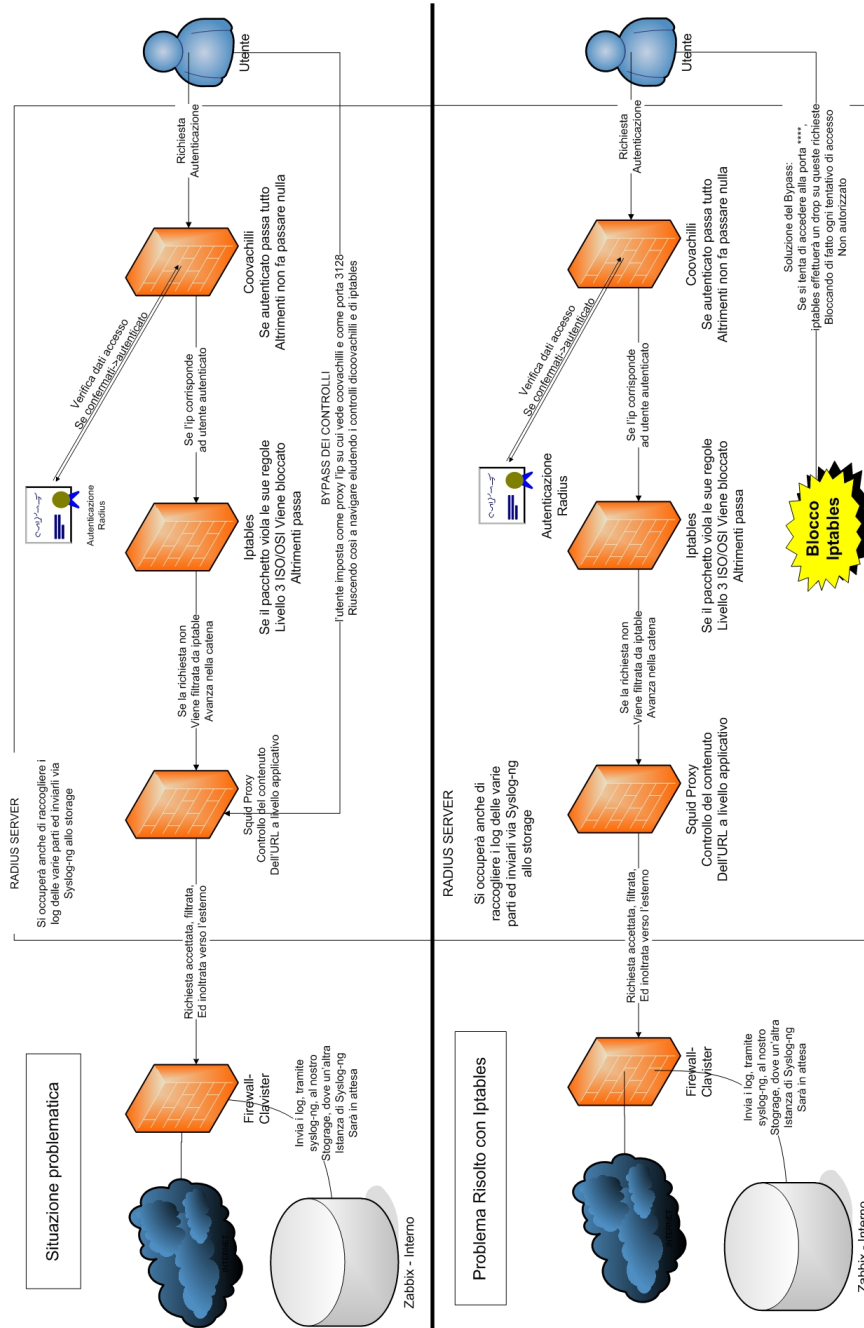 Situazione problematica
RADIUS SERVER
Si occuperà anche di raccogliere i
log delle varie parti ed inviarli via
Syslog-ng allo storage
Autenticazione
Radius
Verifica dati accesso
Se confermati->autenticato
Firewall-
Clavister
Richiesta accettata, filtrata,
Ed inoltrata verso l'esterno
Squid Proxy
Controllo del contenuto
Dell'URL a livello applicativo
Se la richiesta non
Viene filtrata da iptable
Avanza nella catena
Iptables
Se il pacchetto viola le sue regole
Livello 3 ISO/OSI Viene bloccato
Altrimenti passa
Se l'ip corrisponde
ad utente autenticato
Coovachilli
Se autenticato passa tutto
Altrimenti non fa passare nulla
Richiesta
Autenticazione
Utente
Invia i log, tramite
syslog-ng, al nostro
Stograge, dove un'altra
Istanza di Syslog-ng
Sarà in attesa
Zabbix - Interno
BYPASS DEI CONTROLLI
l'utente imposta come proxy l'ip su cui vede coovachilli e come porta 3128
Riuscendo così a navigare eludendo i controlli dicoovachilli e di iptables
Problema Risolto con Iptables
RADIUS SERVER
Si occuperà anche di
raccogliere i log delle varie
parti ed inviarli via Syslog-ng
allo storage
Autenticazione
Radius
Verifica dati accesso
Se confermati->autenticato
Firewall-
Clavister
Richiesta accettata, filtrata,
Ed inoltrata verso l'esterno
Squid Proxy
Controllo del contenuto
Dell'URL a livello applicativo
Se la richiesta non
Viene filtrata da iptable
Avanza nella catena
Iptables
Se il pacchetto viola le sue regole
Livello 3 ISO/OSI Viene bloccato
Altrimenti passa
Se l'ip corrisponde
ad utente autenticato
Coovachilli
Se autenticato passa tutto
Altrimenti non fa passare nulla
Richiesta
Autenticazione
Utente
Invia i log, tramite
syslog-ng, al nostro
Stograge, dove un'altra
Istanza di Syslog-ng
Sarà in attesa
Zabbix - Interno
Blocco
Iptables
Soluzione del Bypass:
Se si tenta di accedere alla porta ****,
iptables effettuerà un drop su queste richieste
Bloccando di fatto ogni tentativo di accesso
Non autorizzato